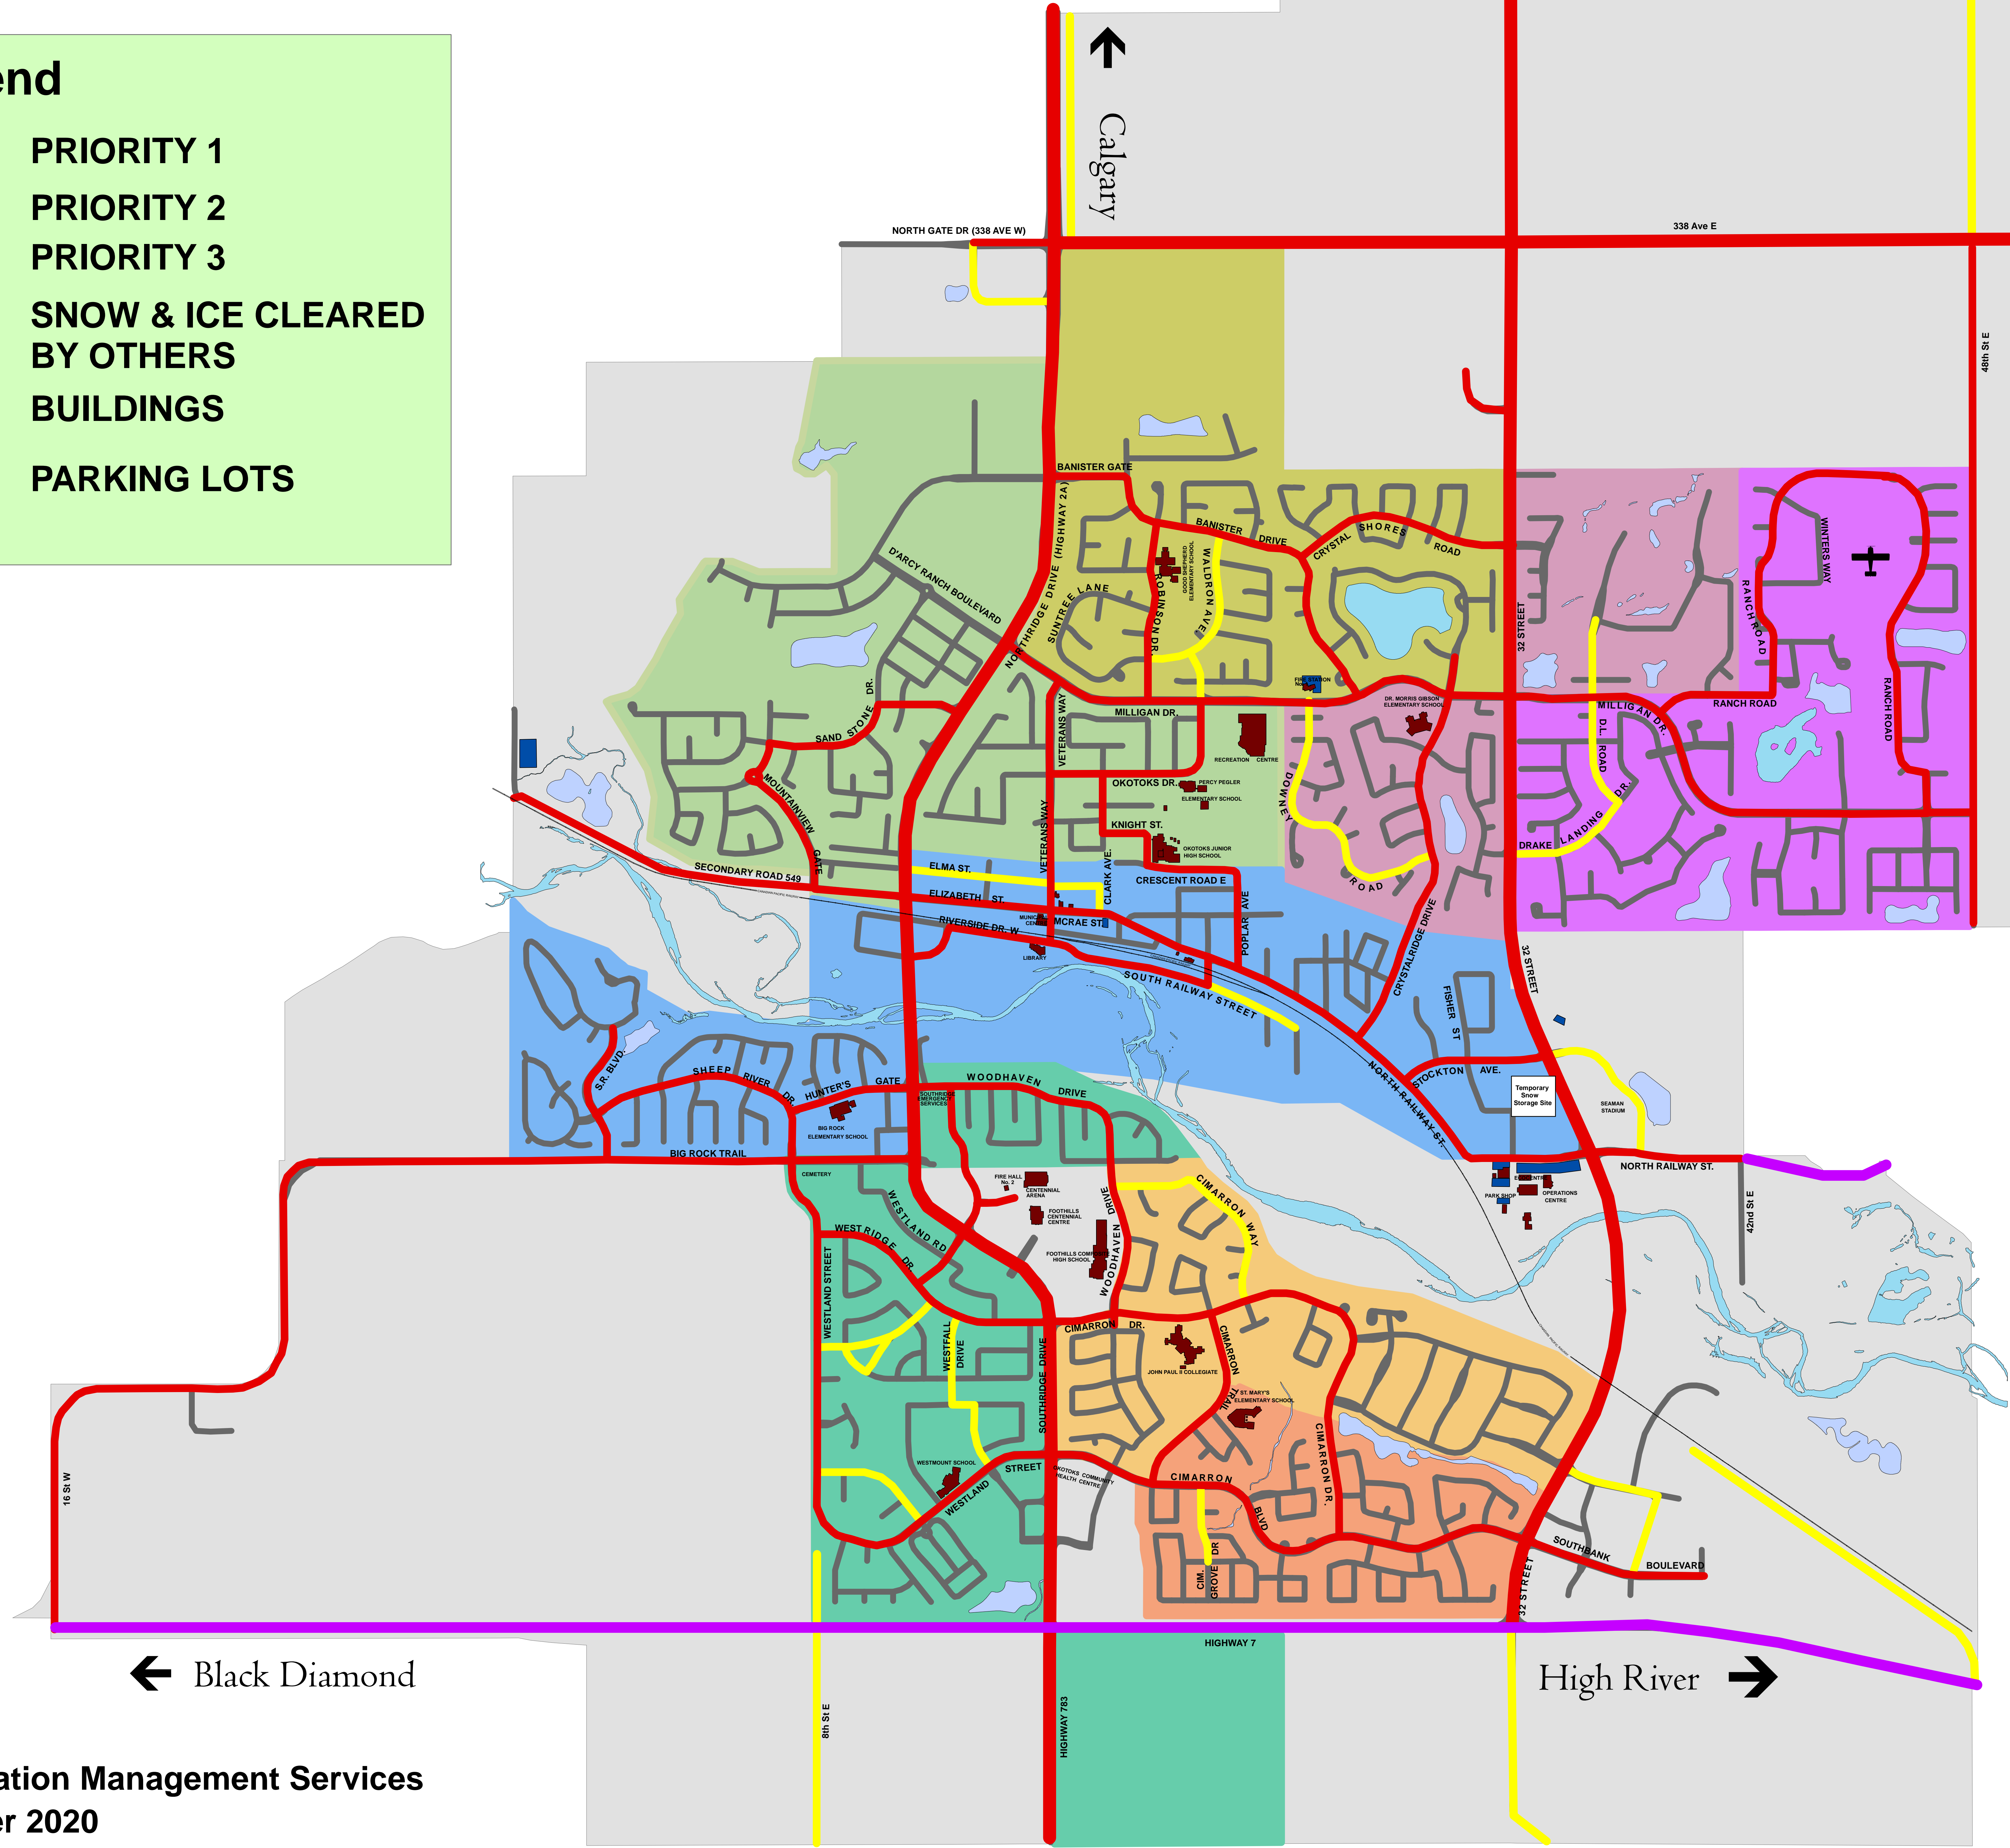 end
PRIORITY 1
PRIORITY 2
PRIORITY 3
SNOW & ICE CLEARED
BY OTHERS
BUILDINGS
PARKING LOTS
Calgary
NORTH GATE DR (338 AVE W)
338 Ave E
48th St E
BANISTER GATE
NORTHRIDGE DRIVE (HIGHWAY 2A)
BANISTER DRIVE
CRYSTAL SHORES ROAD
GOOD SHEPHERD
ELEMENTARY SCHOOL
WALDRON AVE.
ROBINSON DR.
SUNTREE LANE
D'ARCY RANCH BOULEVARD
32 STREET
WINTERS WAY
RANCH ROAD
RANCH ROAD
RANCH ROAD
SAND STONE DR.
MOUNTAINVIEW GATE
VETERANS WAY
VETERANS WAY
MILLIGAN DR.
FIRE STATION
DR. MORRIS GIBSON
ELEMENTARY SCHOOL
MILLIGAN DR.
D.L. ROAD
DRAKE LANDING DR.
RECREATION CENTRE
OKOTOKS DR.
PERCY PEGLER
ELEMENTARY SCHOOL
KNIGHT ST.
OKOTOKS JUNIOR
HIGH SCHOOL
DOWNEY ROAD
SECONDARY ROAD 549
ELMA ST.
ELIZABETH ST.
CLARK AVE.
CRESCENT ROAD E
POPLAR AVE
MCRAE ST.
RIVERSIDE DR. W
LIBRARY
SOUTH RAILWAY STREET
CRYSTALRIDGE DRIVE
32 STREET
FISHER ST
STOCKTON AVE.
NORTH RAILWAY ST.
Temporary
Snow
Storage Site
SEAMAN
STADIUM
S.R. BLVD.
SHEEP RIVER DR.
HUNTER'S GATE
BIG ROCK
ELEMENTARY SCHOOL
SOUTHRIDGE
EMERGENCY
SERVICES
WOODHAVEN DRIVE
BIG ROCK TRAIL
CEMETERY
NORTH RAILWAY ST.
42nd St E
PARK SHOP
OPERATIONS
CENTRE
FIRE HALL
No. 2
CENTENNIAL
ARENA
FOOTHILLS
CENTENNIAL
CENTRE
HIGH SCHOOL
WOODHAVEN DRIVE
CIMARRON WAY
WESTLAND RD
WESTRIDGE DR.
WESTLAND STREET
WESTFALL
DRIVE
SOUTHRIDGE DRIVE
CIMARRON DR.
JOHN PAUL II COLLEGIATE
CIMARRON TRAIL
ST. MARY'S
ELEMENTARY SCHOOL
CIMARRON DR.
WESTMOUNT SCHOOL
WESTLAND STREET
OKOTOKS COMMUNITY
HEALTH CENTRE
CIMARRON BLVD
CIM.
GROVE DR
SOUTHBANK BOULEVARD
32 STREET
16 St W
HIGHWAY 7
Black Diamond
High River
8th St E
HIGHWAY 783
ation Management Services
er 2020